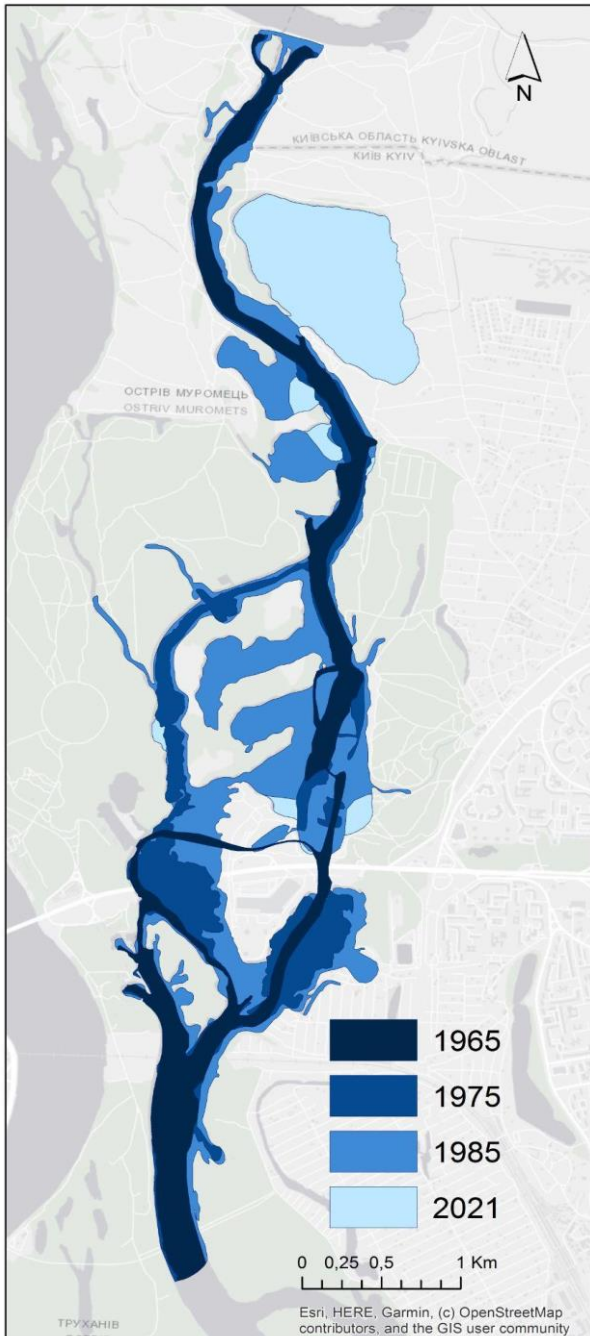 N
КИЇВСЬКА ОБЛАСТЬ KYIVSKA OBLAST
КИЇВ KYIV
ОСТРІВ МУРОМЕЦЬ
OSTRIV MUROMETS
1965
1975
1985
2021
0 0,25 0,5 1 Km
Esri, HERE, Garmin, (c) OpenStreetMap
contributors, and the GIS user community
ТРУХАНІВ